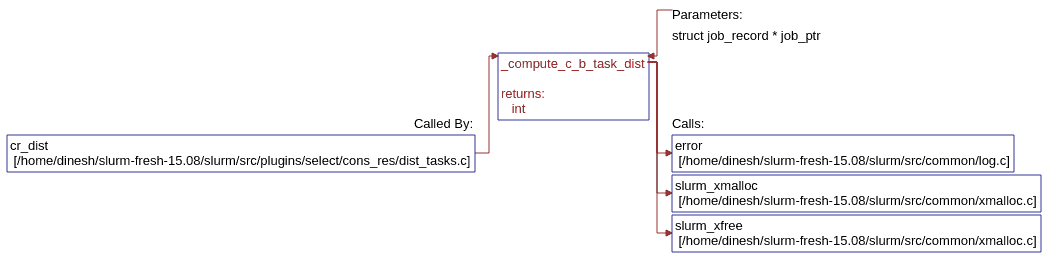 Parameters:
struct job_record * job_ptr
_compute_c_b_task_dist
returns:
int
Called By:
cr_dist
[/home/dinesh/slurm-fresh-15.08/slurm/src/plugins/select/cons_res/dist_tasks.c]
Calls:
error
[/home/dinesh/slurm-fresh-15.08/slurm/src/common/log.c]
slurm_xmalloc
[/home/dinesh/slurm-fresh-15.08/slurm/src/common/xmalloc.c]
slurm_xfree
[/home/dinesh/slurm-fresh-15.08/slurm/src/common/xmalloc.c]